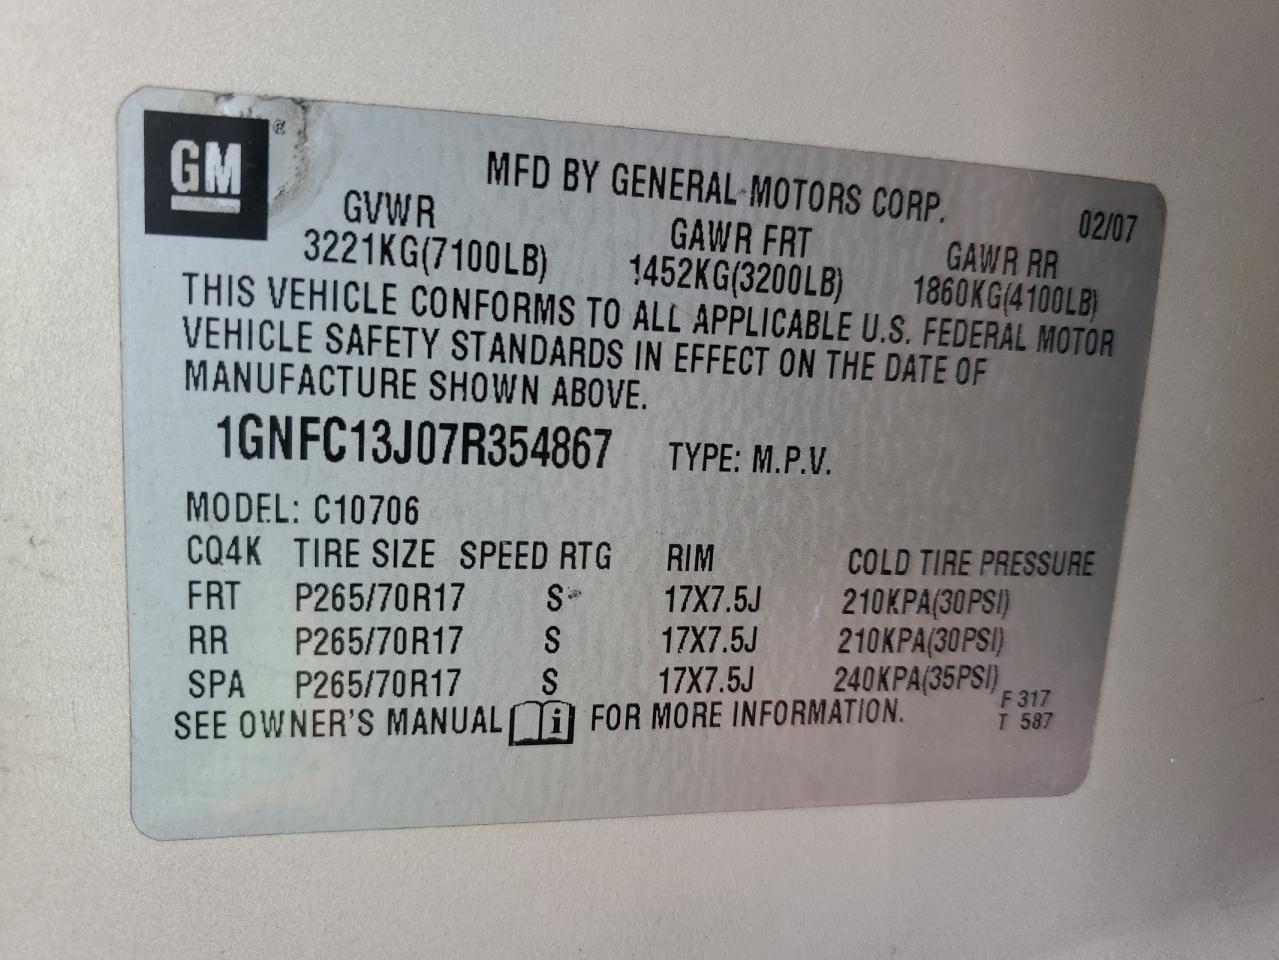 GM ®
MFD BY GENERAL MOTORS CORP.
02/07
GVWR GAWR FRT GAWR RR
3221KG(7100LB) 1452KG(3200LB) 1860KG(4100LB)
THIS VEHICLE CONFORMS TO ALL APPLICABLE U.S. FEDERAL MOTOR
VEHICLE SAFETY STANDARDS IN EFFECT ON THE DATE OF
MANUFACTURE SHOWN ABOVE.
1GNFC13J07R354867 TYPE: M.P.V.
MODEL: C10706
CQ4K TIRE SIZE SPEED RTG RIM COLD TIRE PRESSURE
FRT P265/70R17 S 17X7.5J 210KPA(30PSI)
RR P265/70R17 S 17X7.5J 210KPA(30PSI)
SPA P265/70R17 S 17X7.5J 240KPA(35PSI)
SEE OWNER'S MANUAL i FOR MORE INFORMATION.
F 317
T 587